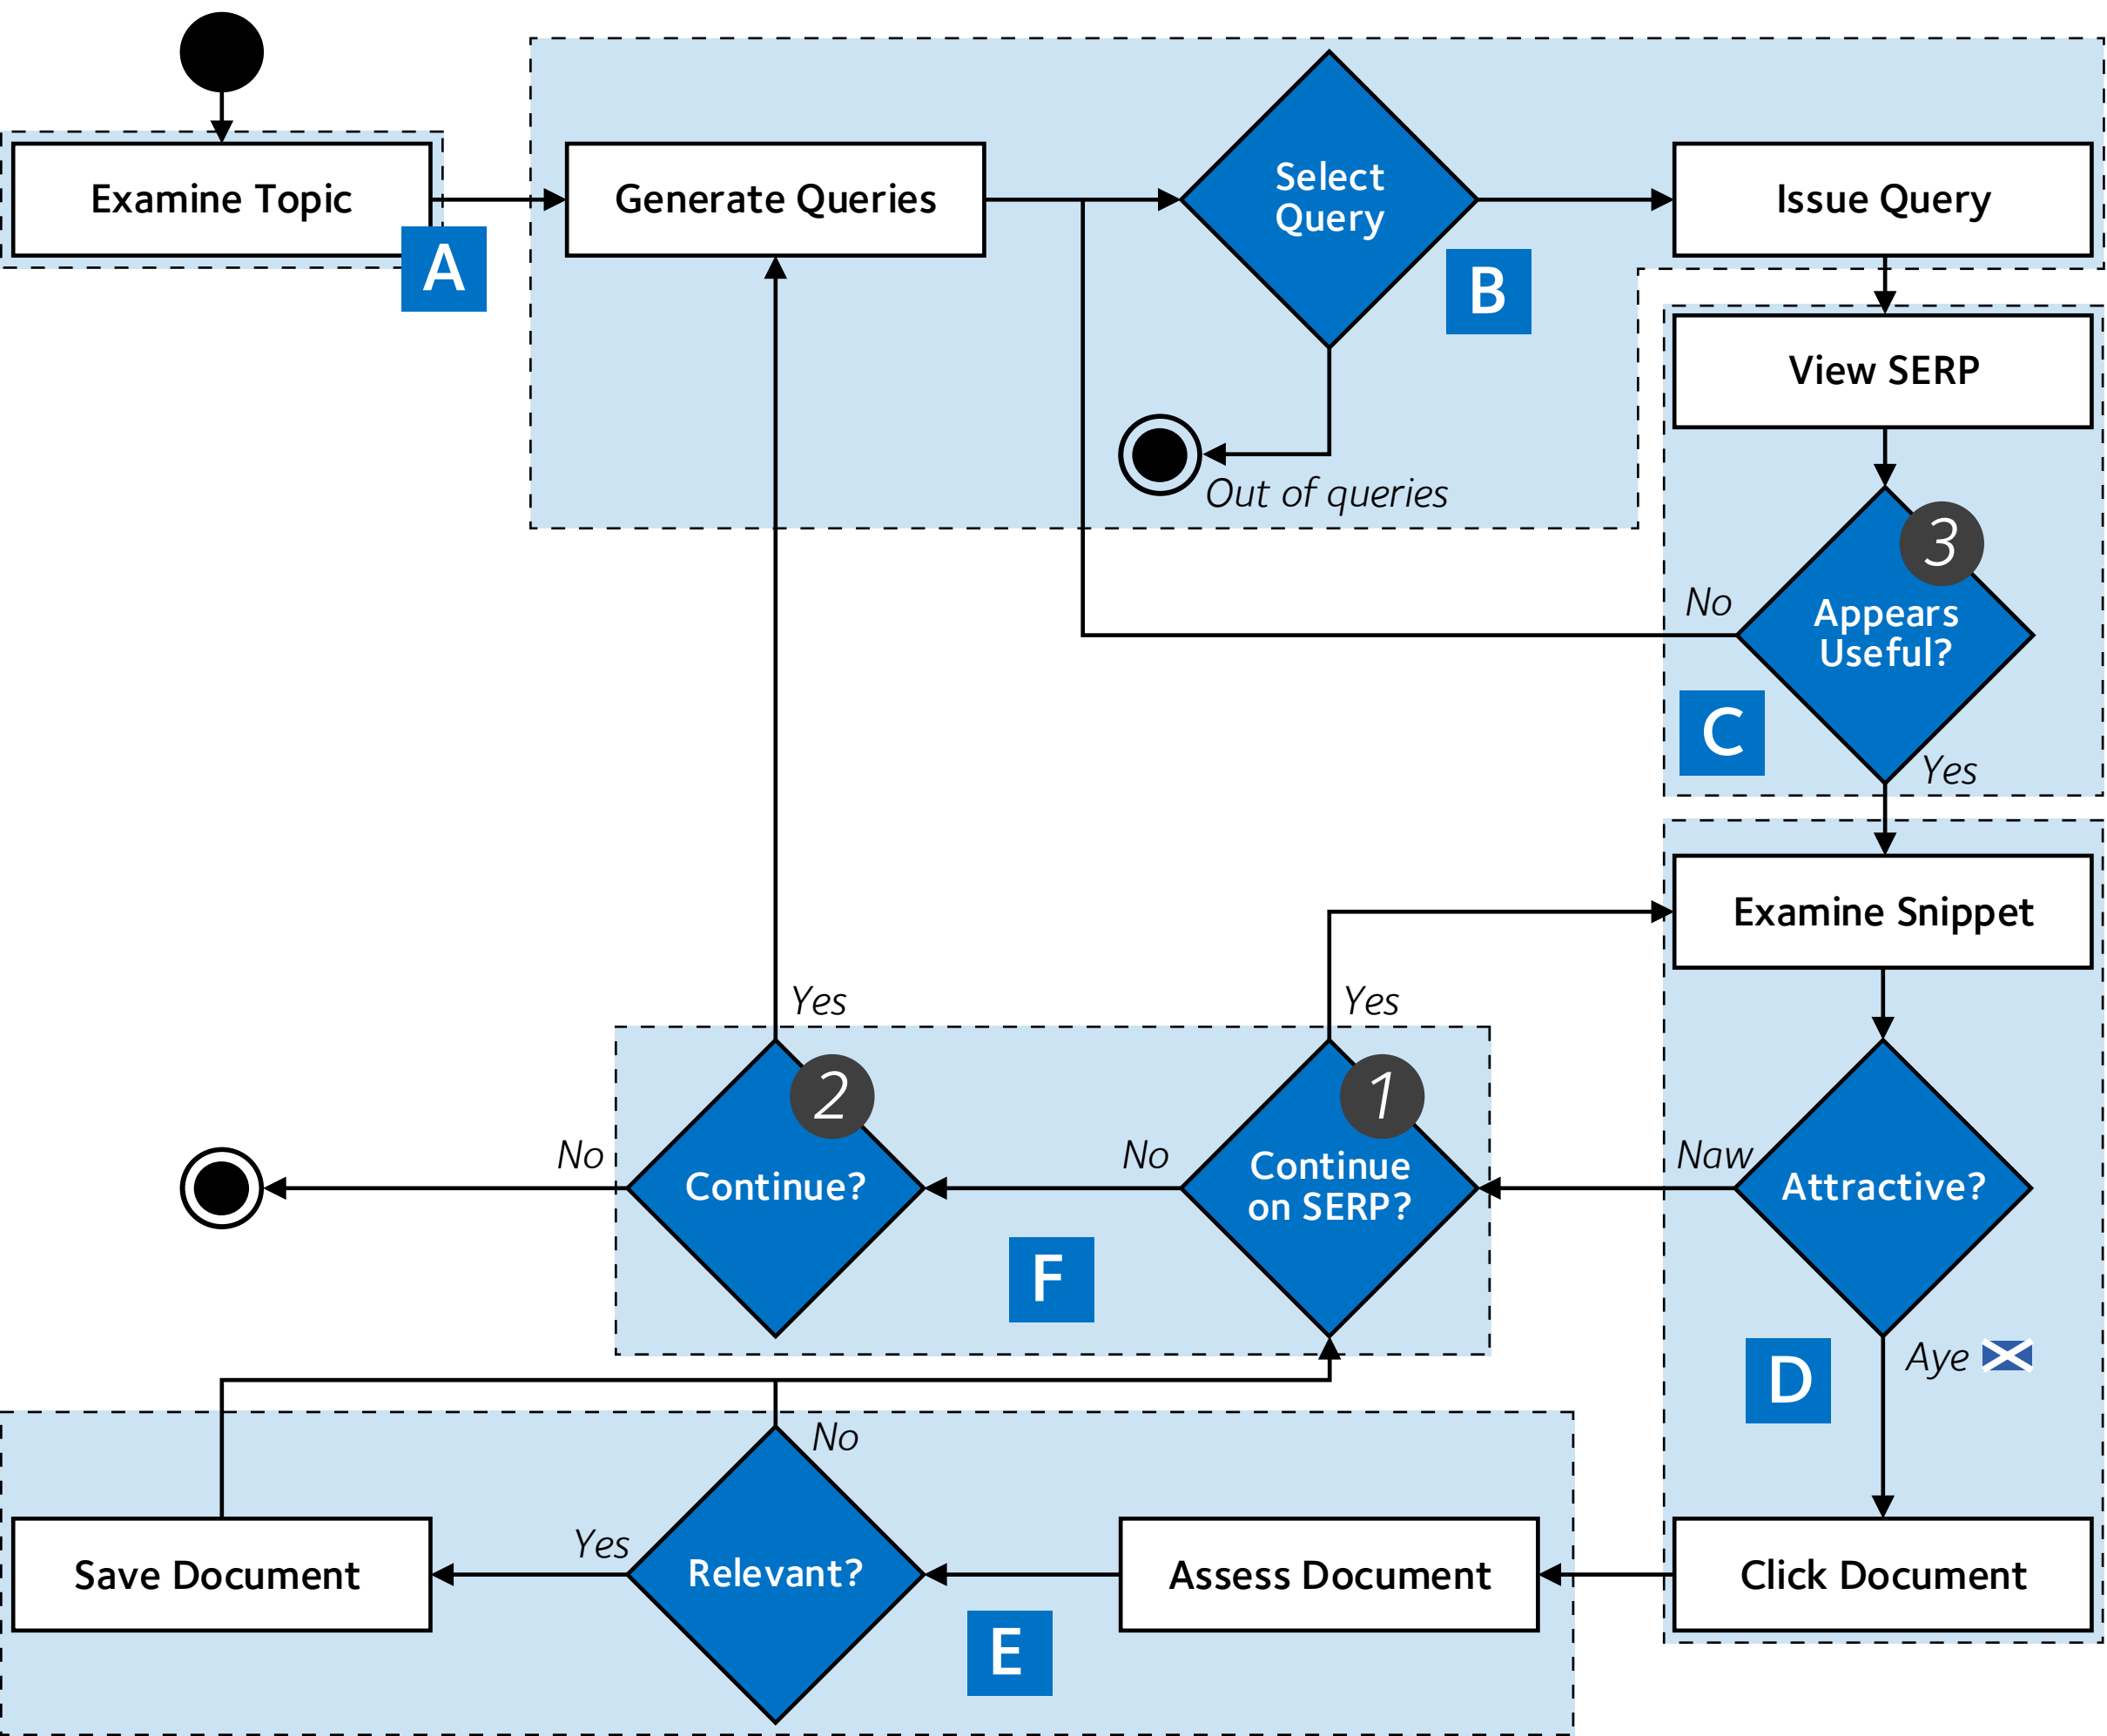 Examine Topic
A
Generate Queries
Select
Query
B
Issue Query
Out of queries
View SERP
3
Appears
Useful?
No
C
Yes
Examine Snippet
Yes
Yes
2
Continue?
No
1
Continue
on SERP?
No
F
Naw
Attractive?
D
Aye
No
Save Document
Yes
Relevant?
E
Assess Document
Click Document